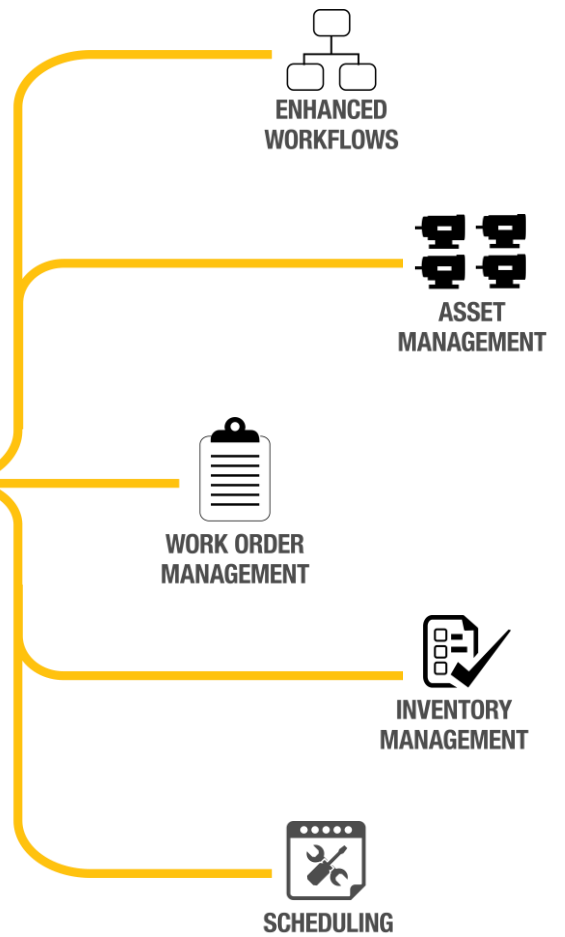 ENHANCED
WORKFLOWS
ASSET
MANAGEMENT
WORK ORDER
MANAGEMENT
INVENTORY
MANAGEMENT
SCHEDULING